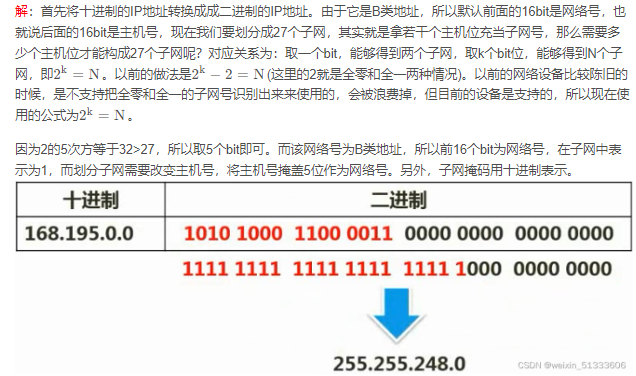 解：首先将十进制的IP地址转换成成二进制的IP地址。由于它是B类地址，所以默认前面的16bit是网络号，也
就说后面的16bit是主机号，现在我们要划分成27个子网，其实就是拿若干个主机位充当子网号，那么需要多
少个主机位才能构成27个子网呢？对应关系为：取一个bit，能够得到两个子网，取k个bit位，能够得到N个子
网，即2^k = N。以前的做法是2^k − 2 = N (这里的2就是全零和全一两种情况)。以前的网络设备比较陈旧的
时候，是不支持把全零和全一的子网号识别出来来使用的，会被浪费掉，但目前的设备是支持的，所以现在使
用的公式为2^k = N 。
因为2的5次方等于32>27，所以取5个bit即可。而该网络号为B类地址，所以前16个bit为网络号，在子网中表
示为1，而划分子网需要改变主机号，将主机号掩盖5位作为网络号。另外，子网掩码用十进制表示。
十进制 二进制
168.195.0.0 1010 1000 1100 0011 0000 0000 0000 0000
1111 1111 1111 1111 1111 1000 0000 0000
255.255.248.0
CSDN @weixin_51333606